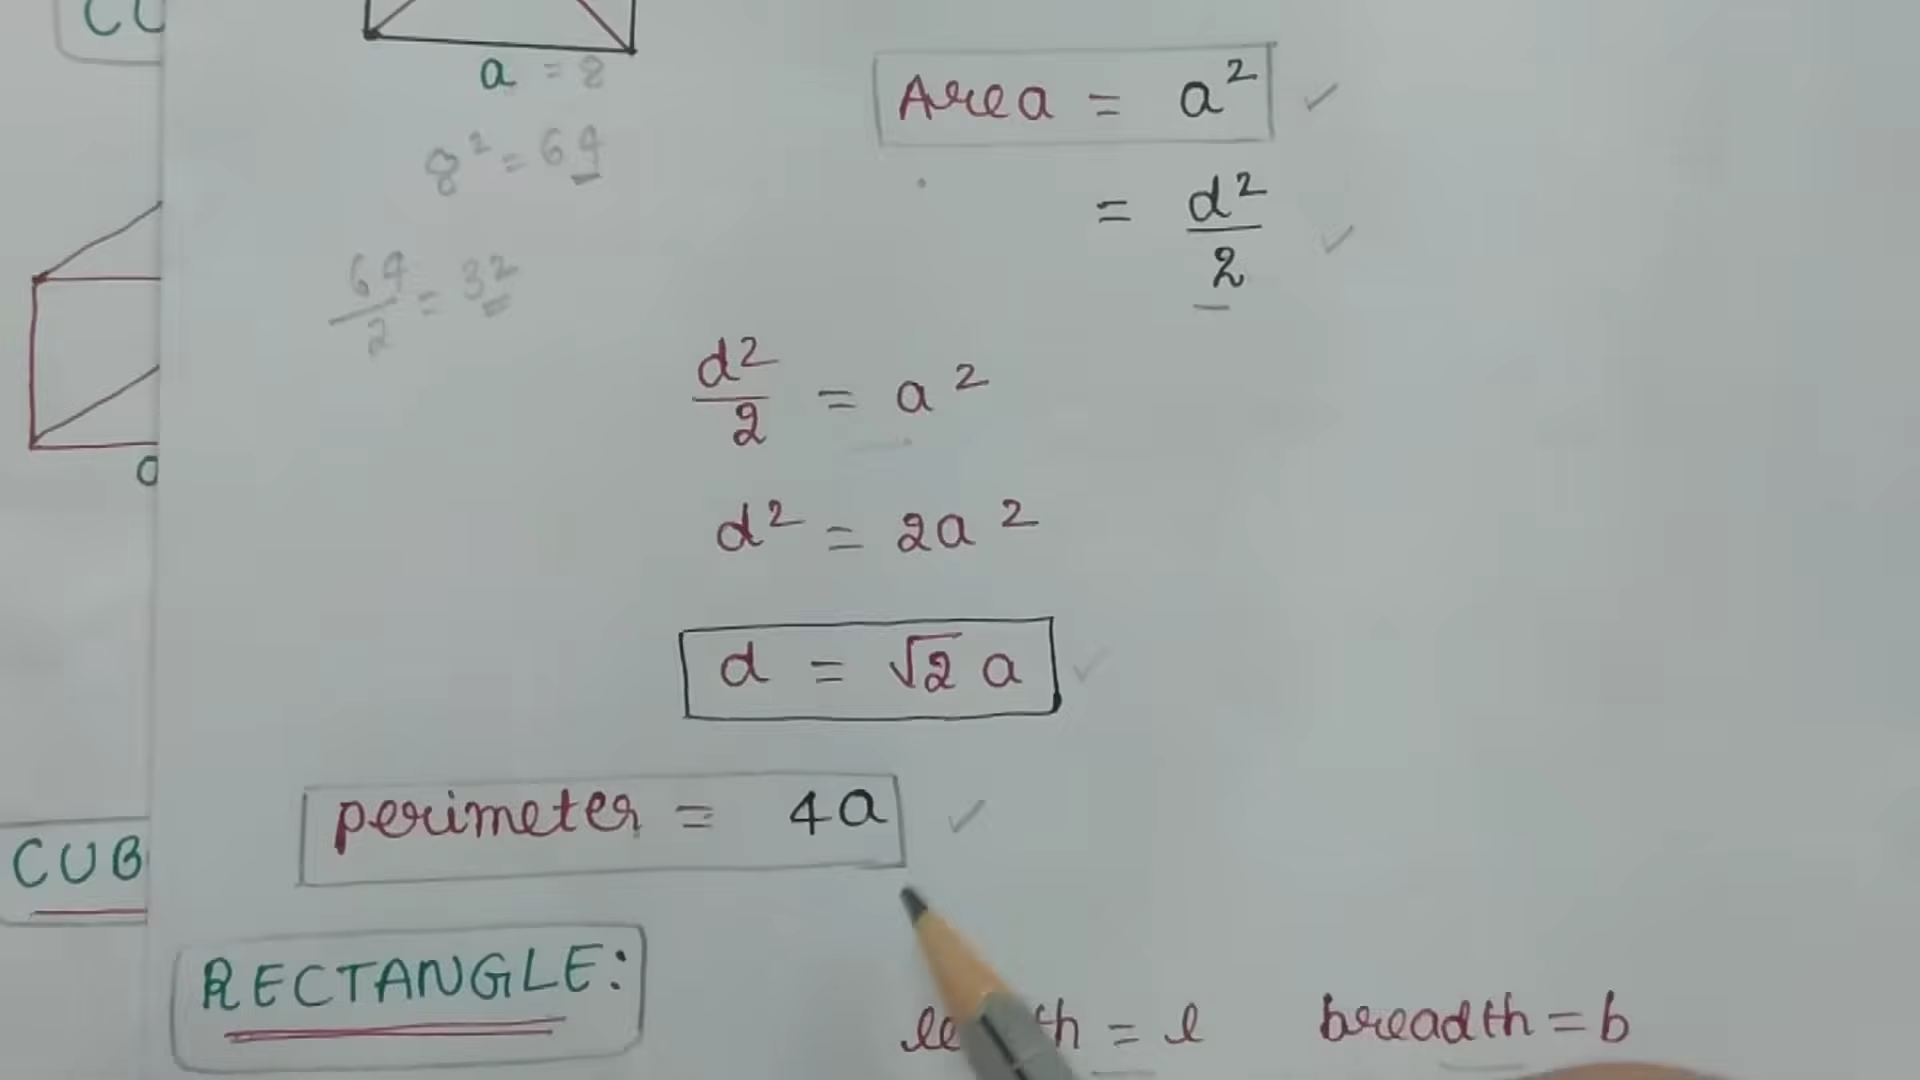 a = 8
8² = 64
64/2 = 32
Area = a²
= d²/2
d²/2 = a²
d² = 2a²
d = √2 a
perimeter = 4a
CUB
RECTANGLE:
= l breadth = b